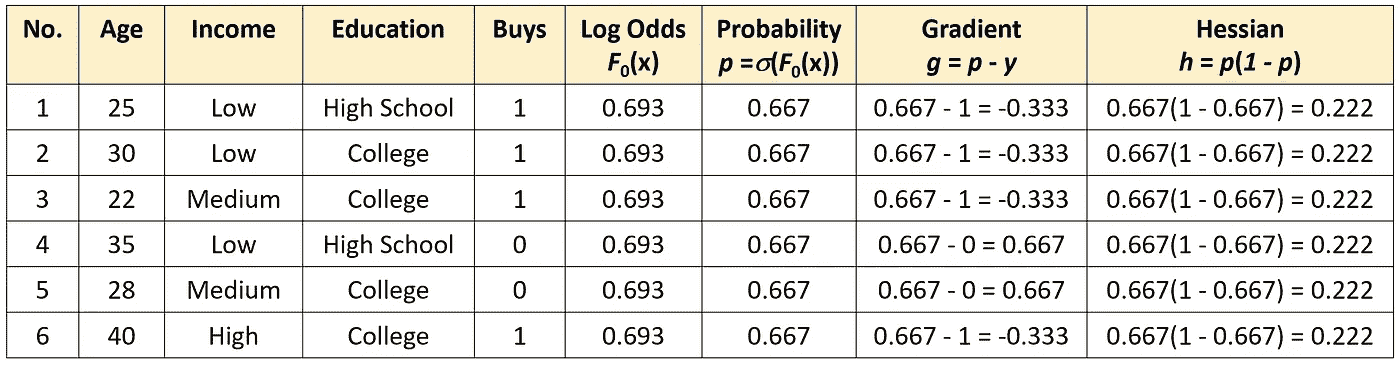 No. Age Income Education Buys Log Odds F₀(x) Probability p =σ(F₀(x)) Gradient g = p - y Hessian h = p(1 - p)
1 25 Low High School 1 0.693 0.667 0.667 - 1 = -0.333 0.667(1 - 0.667) = 0.222
2 30 Low College 1 0.693 0.667 0.667 - 1 = -0.333 0.667(1 - 0.667) = 0.222
3 22 Medium College 1 0.693 0.667 0.667 - 1 = -0.333 0.667(1 - 0.667) = 0.222
4 35 Low High School 0 0.693 0.667 0.667 - 0 = 0.667 0.667(1 - 0.667) = 0.222
5 28 Medium College 0 0.693 0.667 0.667 - 0 = 0.667 0.667(1 - 0.667) = 0.222
6 40 High College 1 0.693 0.667 0.667 - 1 = -0.333 0.667(1 - 0.667) = 0.222